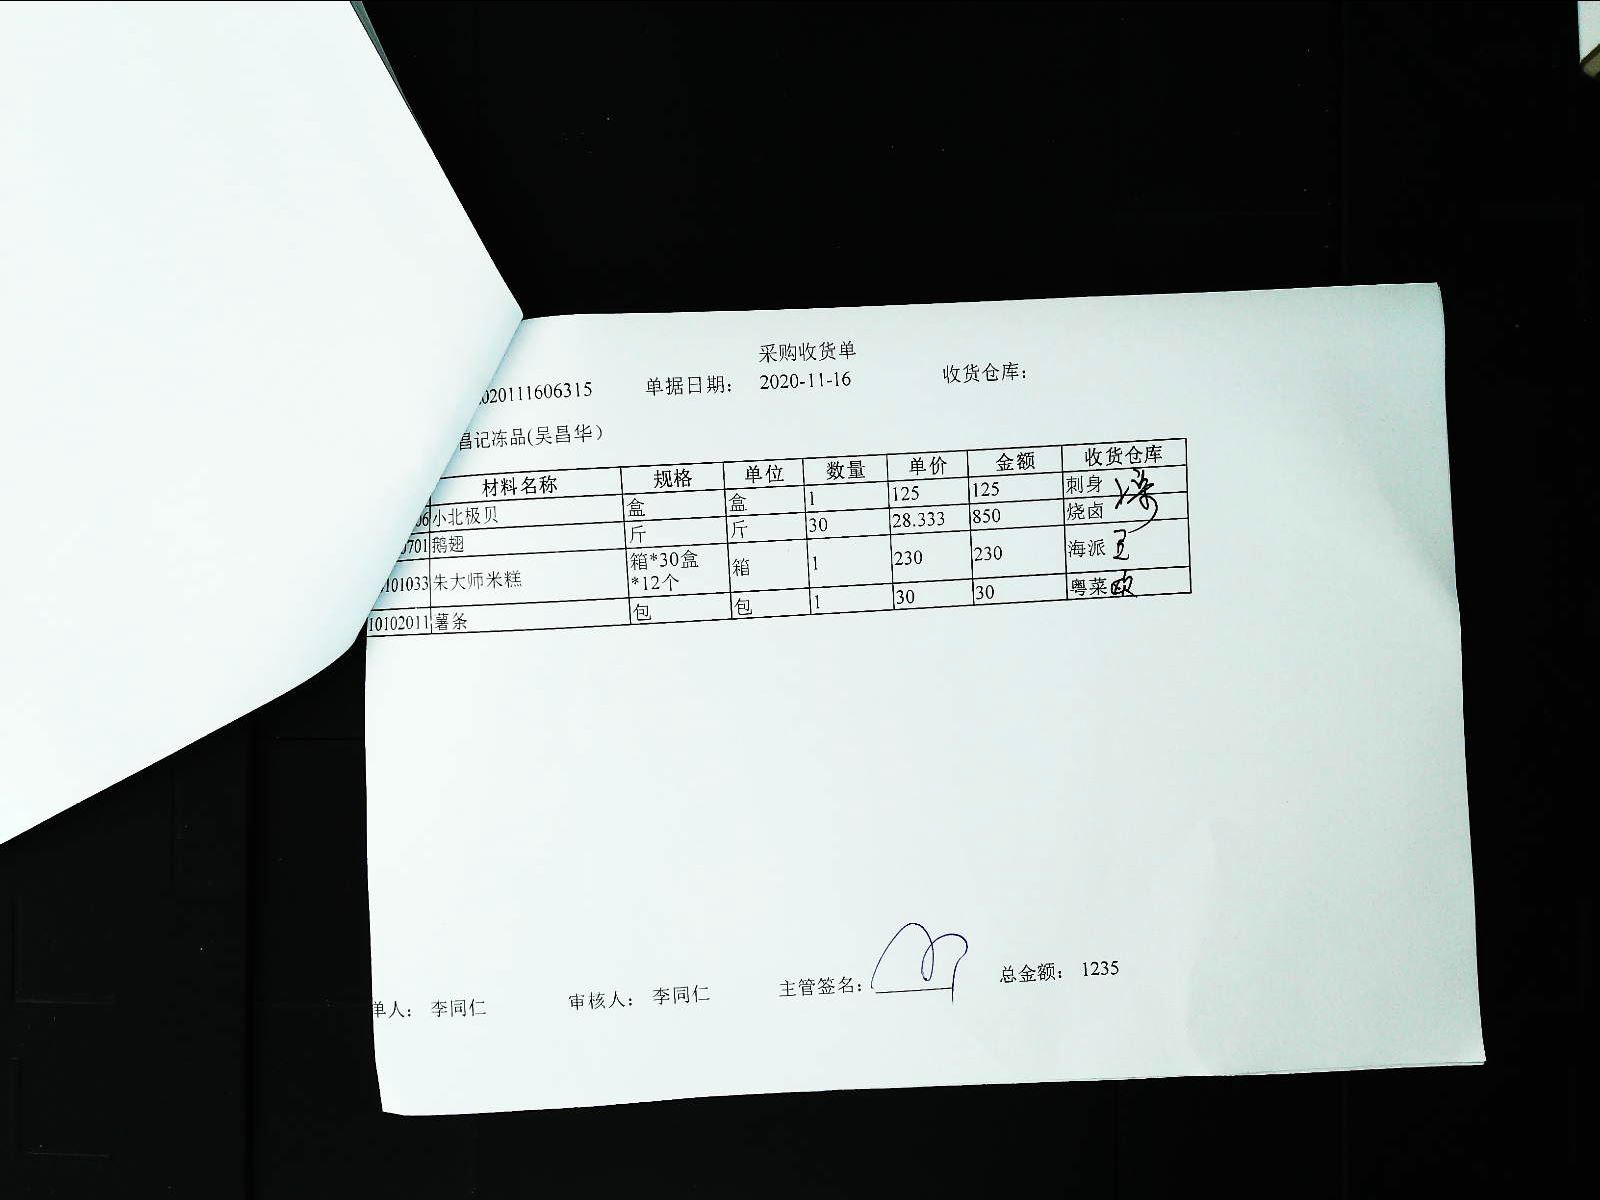 采购收货单
020111606315 单据日期： 2020-11-16 收货仓库：
昌记冻品(吴昌华）
材料名称 规格 单位 数量 单价 金额 收货仓库
06 小北极贝 盒 盒 1 125 125 刺身
0701 鹅翅 斤 斤 30 28.333 850 烧卤
101033 朱大师米糕 箱*30盒 箱 1 230 230 海派
*12个
10102011 薯条 包 包 1 30 30 粤菜
单人： 李同仁 审核人： 李同仁 主管签名： 总金额： 1235